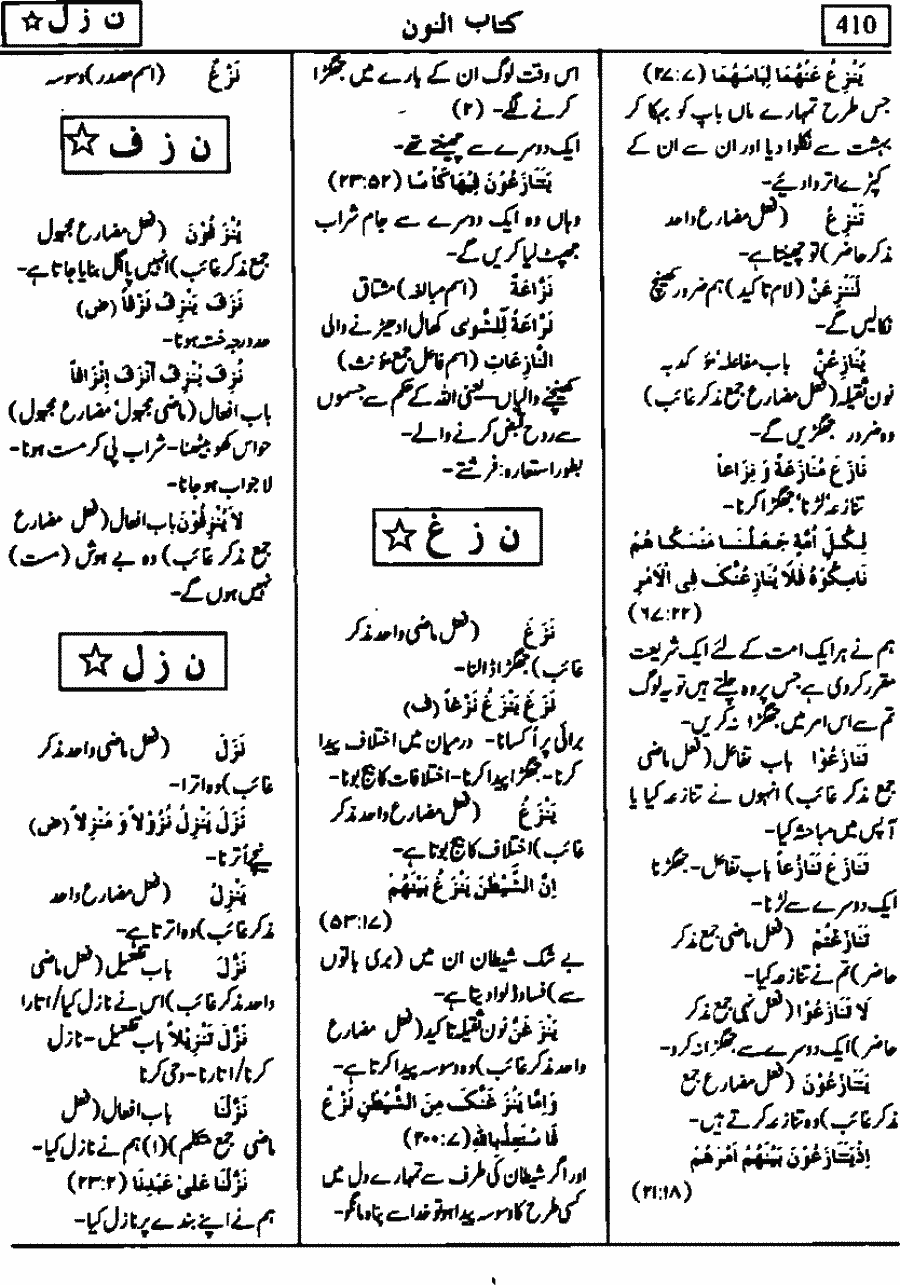 410
کتاب النون
ن ز ل ☆
یَنْزِعُ عَنْهُمَا لِبَاسَهُمَا (۲۷:۷)
جس طرح تمہارے ماں باپ کو بہکا کر
بہشت سے نکلوا دیا اور ان سے ان کے
کپڑے اتروا دیئے-
تَنْزِعُ (فعل مضارع واحد
مذکر حاضر) تو چھینتا ہے-
لَنَنْزِعَنَّ (لام تاکید) ہم ضرور کھینچ
نکالیں گے-
یُنَازِعَنَّ باب مفاعلہ مؤکد بہ
نون ثقیلہ (فعل مضارع جمع مذکر غائب)
وہ ضرور جھگڑیں گے-
نَازَعَ مُنَازَعَةً وَ نِزَاعاً
تنازعہ، لڑنا، جھگڑا کرنا-
لِکُلِّ اُمَّةٍ جَعَلْنَا مَنْسَکًا هُمْ
نَاسِکُوْهُ فَلَا یُنَازِعُنَّکَ فِی الْاَمْرِ
(۶۷:۲۲)
ہم نے ہر ایک امت کے لئے ایک شریعت
مقرر کردی ہے جس پر وہ چلتے ہیں تو یہ لوگ
تم سے اس امر میں جھگڑا نہ کریں-
تَنَازَعُوْا باب تفاعل (فعل ماضی
جمع مذکر غائب) انہوں نے تنازعہ کیا یا
آپس میں مباحثہ کیا-
تَنَازَعَ تَنَازُعاً باب تفاعل- جھگڑنا
ایک دوسرے سے لڑنا-
تَنَازَعْتُمْ (فعل ماضی جمع مذکر
حاضر) تم نے تنازعہ کیا-
لَا تَنَازَعُوْا (فعل نہی جمع مذکر
حاضر) ایک دوسرے سے جھگڑا نہ کرو-
یَتَنَازَعُوْنَ (فعل مضارع جمع
مذکر غائب) وہ تنازعہ کرتے ہیں-
اِذْیَتَنَازَعُوْنَ بَیْنَهُمْ اَمْرَهُمْ
(۲۱:۱۸)
اس وقت لوگ ان کے بارے میں جھگڑا
کرنے لگے- (۲)
ایک دوسرے سے چھینتے تھے-
یَتَنَازَعُوْنَ فِیْهَا کَاْسًا (۲۳:۵۲)
وہاں وہ ایک دوسرے سے جام شراب
جھپٹ لیا کریں گے-
نَزَّاعَةً (اسم مبالغہ) مشتاق
نَزَّاعَةً لِّلشَّوٰی کھال ادھیڑنے والی
النَّازِعَاتِ (اسم فاعل جمع مؤنث)
کھینچنے والیاں— یعنی اللہ کے حکم سے جسموں
سے روح قبض کرنے والے-
بطور استعارہ: فرشتے-
ن ز غ ☆
نَزَغَ (فعل ماضی واحد مذکر
غائب) جھگڑا ڈالنا-
نَزَغَ یَنْزَغُ نَزْغاً (ف)
برائی پر اُکسانا- درمیان میں اختلاف پیدا
کرنا- جھگڑا پیدا کرنا- اختلافات کا بیج بونا-
یَنْزَغُ (فعل مضارع واحد مذکر
غائب) اختلاف کا بیج بوتا ہے-
اِنَّ الشَّیْطٰنَ یَنْزَغُ بَیْنَهُمْ
(۵۳:۱۷)
بے شک شیطان ان میں (بری باتوں
سے) فساد ڈلوا دیتا ہے-
یَنْزَغَنَّ نون ثقیلہ تاکید (فعل مضارع
واحد مذکر غائب) وہ وسوسہ پیدا کرتا ہے-
وَاِمَّا یَنْزَغَنَّکَ مِنَ الشَّیْطٰنِ نَزْغٌ
فَاسْتَعِذْبِاللّٰهِ (۲۰۰:۷)
اور اگر شیطان کی طرف سے تمہارے دل میں
کسی طرح کا وسوسہ پیدا ہو تو خدا سے پناہ مانگو-
نَزْغٌ (اسم مصدر) وسوسہ
ن ز ف ☆
یُنْزَفُوْنَ (فعل مضارع مجہول
جمع مذکر غائب) انہیں پاگل بنایا جاتا ہے-
نَزَفَ یَنْزِفُ نَزْفاً (ض)
حد درجہ خستہ ہونا-
نُزِفَ یُنْزَفُ اَنْزَفَ اِنْزَافاً
باب افعال (ماضی مجہول، مضارع مجہول)
حواس کھو بیٹھنا- شراب پی کر مست ہونا-
لاجواب ہو جانا-
لَا یُنْزِفُوْنَ باب افعال (فعل مضارع
جمع مذکر غائب) وہ بے ہوش (مست)
نہیں ہوں گے-
ن ز ل ☆
نَزَلَ (فعل ماضی واحد مذکر
غائب) وہ اترا-
نَزَلَ یَنْزِلُ نُزُوْلاً وَ مَنْزِلاً (ض)
نیچے اُترنا-
یَنْزِلُ (فعل مضارع واحد
مذکر غائب) وہ اترتا ہے-
نَزَّلَ باب تفعیل (فعل ماضی
واحد مذکر غائب) اس نے نازل کیا/ اتارا
نَزَّلَ تَنْزِیْلاً باب تفعیل- نازل
کرنا/ اتارنا- وحی کرنا
نَزَّلْنَا باب افعال (فعل
ماضی جمع متکلم) (۱) ہم نے نازل کیا-
نَزَّلْنَا عَلیٰ عَبْدِنَا (۲۳:۲)
ہم نے اپنے بندے پر نازل کیا-